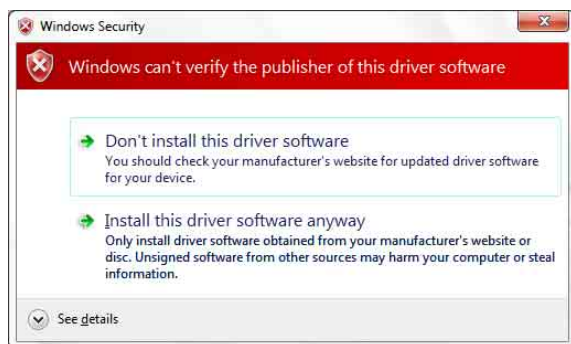 Windows Security
Windows can't verify the publisher of this driver software
Don't install this driver software
You should check your manufacturer's website for updated driver software
for your device.
Install this driver software anyway
Only install driver software obtained from your manufacturer's website or
disc. Unsigned software from other sources may harm your computer or steal
information.
See details